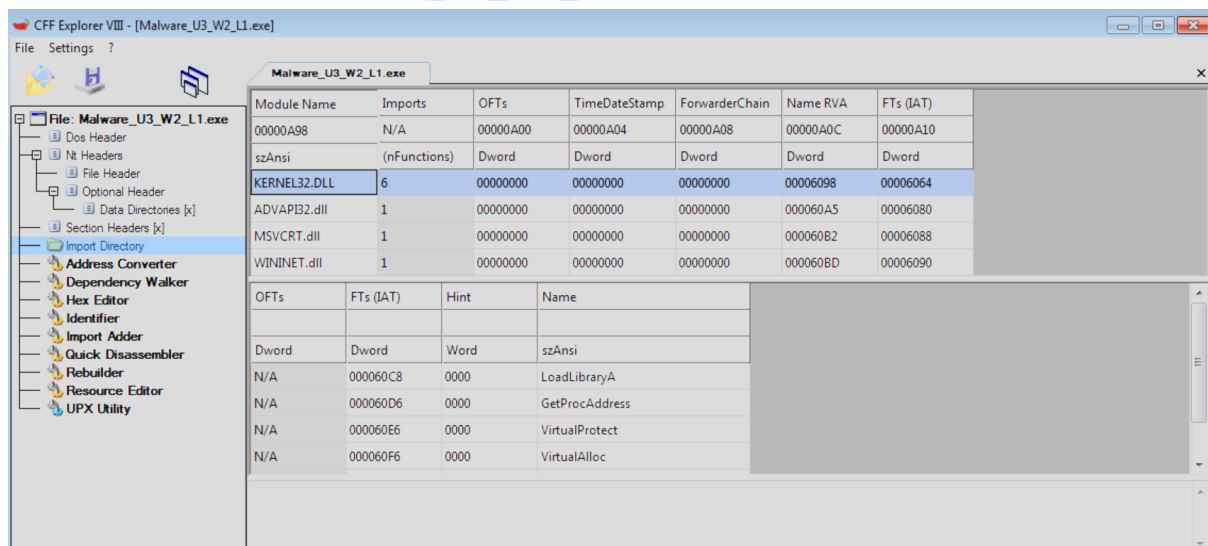 CFF Explorer VIII - [Malware_U3_W2_L1.exe]
File Settings ?
Malware_U3_W2_L1.exe
File: Malware_U3_W2_L1.exe
Dos Header
Nt Headers
File Header
Optional Header
Data Directories [x]
Section Headers [x]
Import Directory
Address Converter
Dependency Walker
Hex Editor
Identifier
Import Adder
Quick Disassembler
Rebuilder
Resource Editor
UPX Utility
Module Name Imports OFTs TimeDateStamp ForwarderChain Name RVA FTs (IAT)
00000A98 N/A 00000A00 00000A04 00000A08 00000A0C 00000A10
szAnsi (nFunctions) Dword Dword Dword Dword Dword
KERNEL32.DLL 6 00000000 00000000 00000000 00006098 00006064
ADVAPI32.dll 1 00000000 00000000 00000000 000060A5 00006080
MSVCRT.dll 1 00000000 00000000 00000000 000060B2 00006088
WININET.dll 1 00000000 00000000 00000000 000060BD 00006090
OFTs FTs (IAT) Hint Name
Dword Dword Word szAnsi
N/A 000060C8 0000 LoadLibraryA
N/A 000060D6 0000 GetProcAddress
N/A 000060E6 0000 VirtualProtect
N/A 000060F6 0000 VirtualAlloc